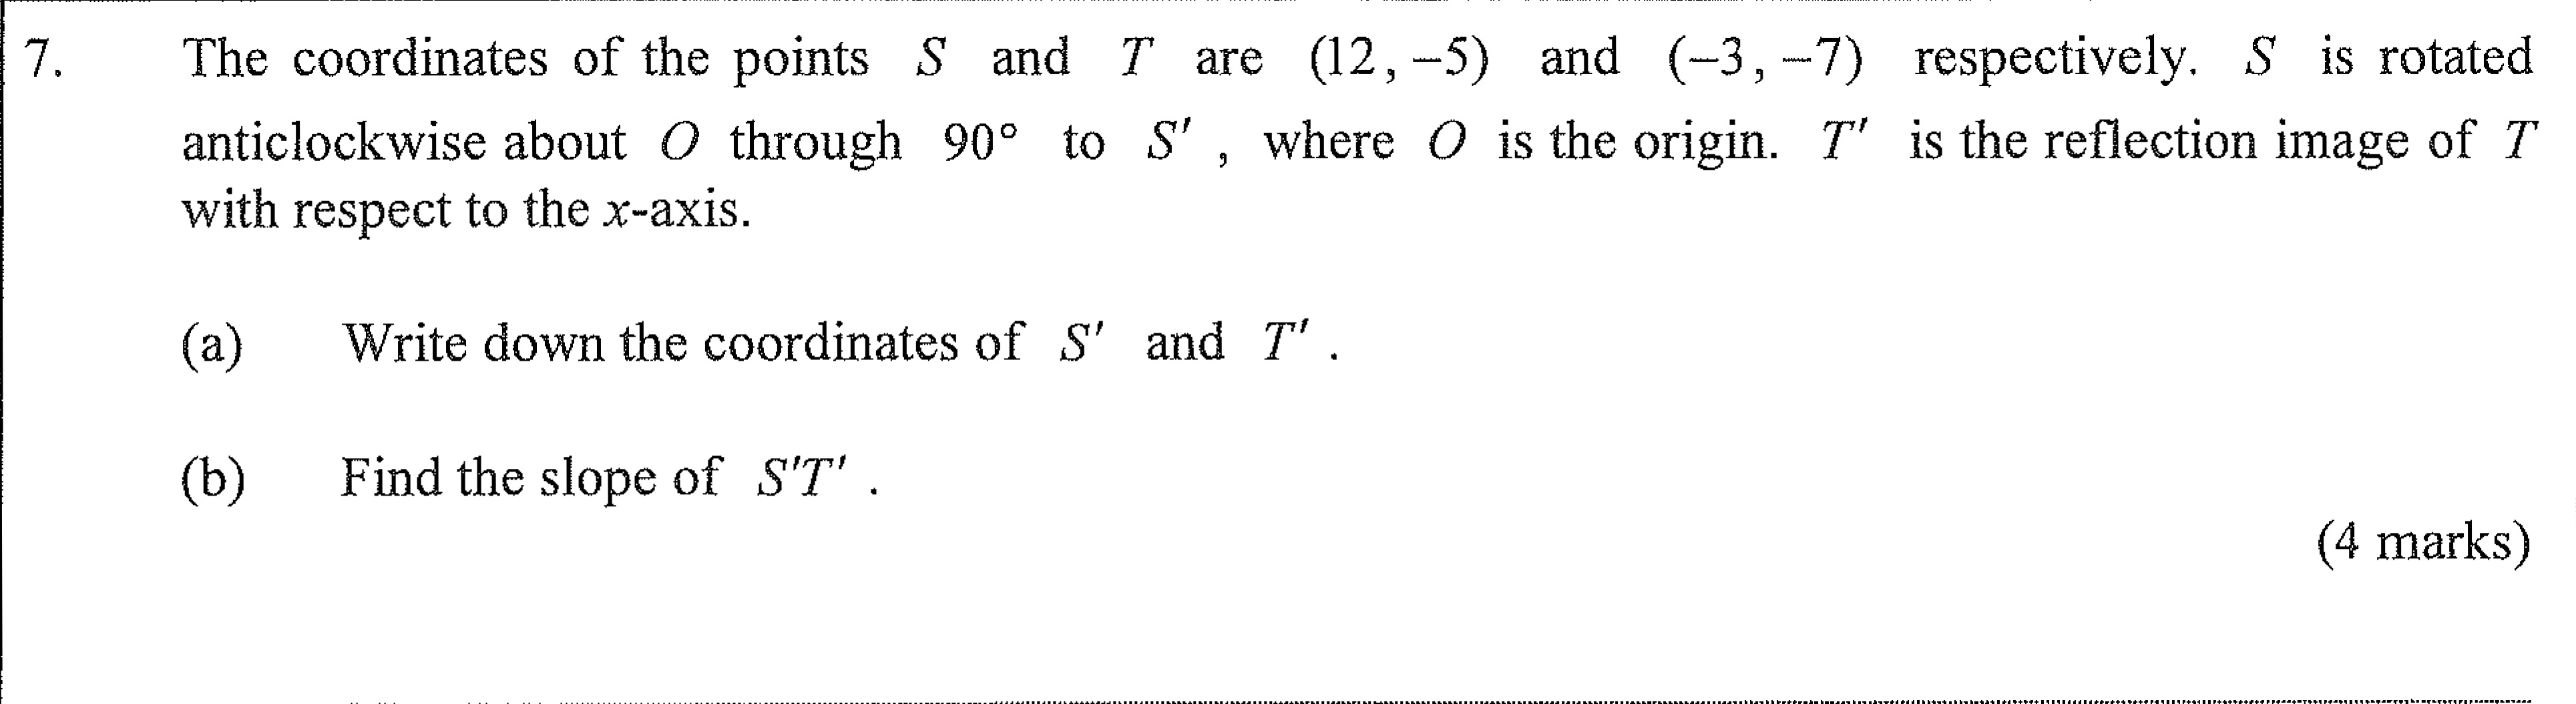 7. The coordinates of the points S and T are (12, −5) and (−3, −7) respectively. S is rotated
anticlockwise about O through 90° to S′, where O is the origin. T′ is the reflection image of T
with respect to the x-axis.
(a) Write down the coordinates of S′ and T′.
(b) Find the slope of S′T′.
(4 marks)